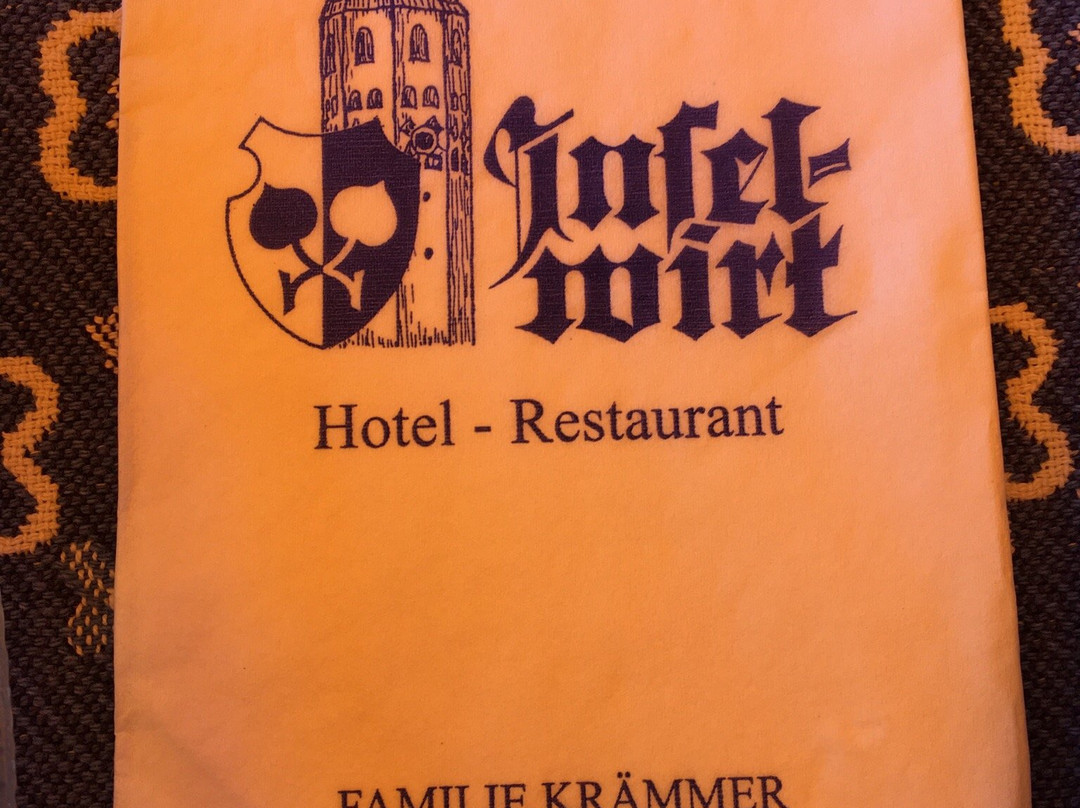 Insel-
wirt
Hotel - Restaurant
FAMILIE KRÄMMER